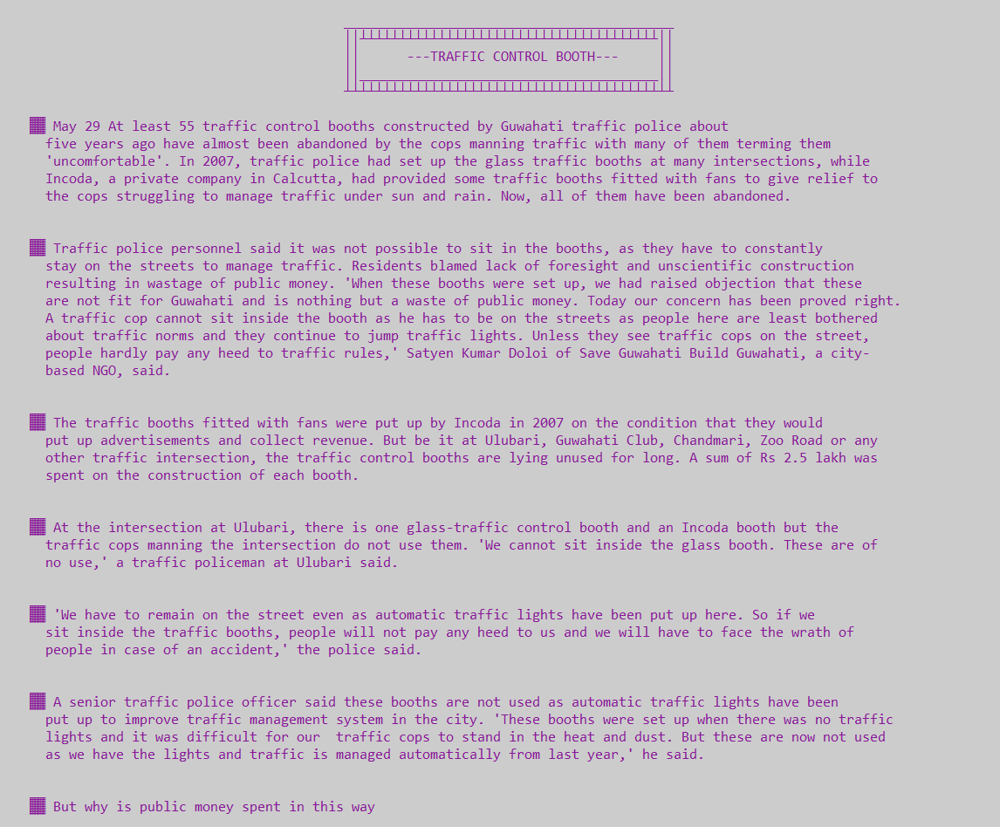 ---TRAFFIC CONTROL BOOTH---
May 29 At least 55 traffic control booths constructed by Guwahati traffic police about
five years ago have almost been abandoned by the cops manning traffic with many of them terming them
'uncomfortable'. In 2007, traffic police had set up the glass traffic booths at many intersections, while
Incoda, a private company in Calcutta, had provided some traffic booths fitted with fans to give relief to
the cops struggling to manage traffic under sun and rain. Now, all of them have been abandoned.
Traffic police personnel said it was not possible to sit in the booths, as they have to constantly
stay on the streets to manage traffic. Residents blamed lack of foresight and unscientific construction
resulting in wastage of public money. 'When these booths were set up, we had raised objection that these
are not fit for Guwahati and is nothing but a waste of public money. Today our concern has been proved right.
A traffic cop cannot sit inside the booth as he has to be on the streets as people here are least bothered
about traffic norms and they continue to jump traffic lights. Unless they see traffic cops on the street,
people hardly pay any heed to traffic rules,' Satyen Kumar Doloi of Save Guwahati Build Guwahati, a city-
based NGO, said.
The traffic booths fitted with fans were put up by Incoda in 2007 on the condition that they would
put up advertisements and collect revenue. But be it at Ulubari, Guwahati Club, Chandmari, Zoo Road or any
other traffic intersection, the traffic control booths are lying unused for long. A sum of Rs 2.5 lakh was
spent on the construction of each booth.
At the intersection at Ulubari, there is one glass-traffic control booth and an Incoda booth but the
traffic cops manning the intersection do not use them. 'We cannot sit inside the glass booth. These are of
no use,' a traffic policeman at Ulubari said.
'We have to remain on the street even as automatic traffic lights have been put up here. So if we
sit inside the traffic booths, people will not pay any heed to us and we will have to face the wrath of
people in case of an accident,' the police said.
A senior traffic police officer said these booths are not used as automatic traffic lights have been
put up to improve traffic management system in the city. 'These booths were set up when there was no traffic
lights and it was difficult for our  traffic cops to stand in the heat and dust. But these are now not used
as we have the lights and traffic is managed automatically from last year,' he said.
But why is public money spent in this way